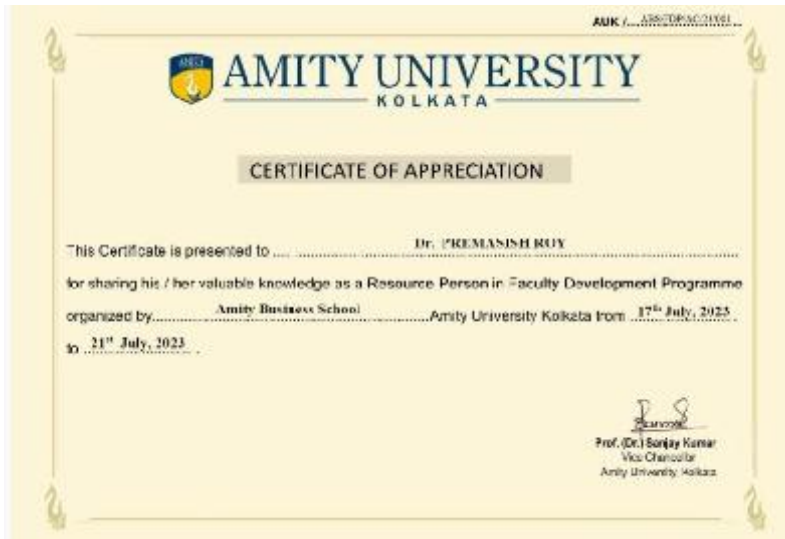 AUK /
AMITY UNIVERSITY
KOLKATA
CERTIFICATE OF APPRECIATION
This Certificate is presented to .... Dr. PREMASISH ROY
for sharing his / her valuable knowledge as a Resource Person in Faculty Development Programme
organized by Amity Business School Amity University Kolkata from 17th July, 2023
to 21st July, 2023
Prof. (Dr.) Sanjay Kumar
Vice Chancellor
Amity University, Kolkata